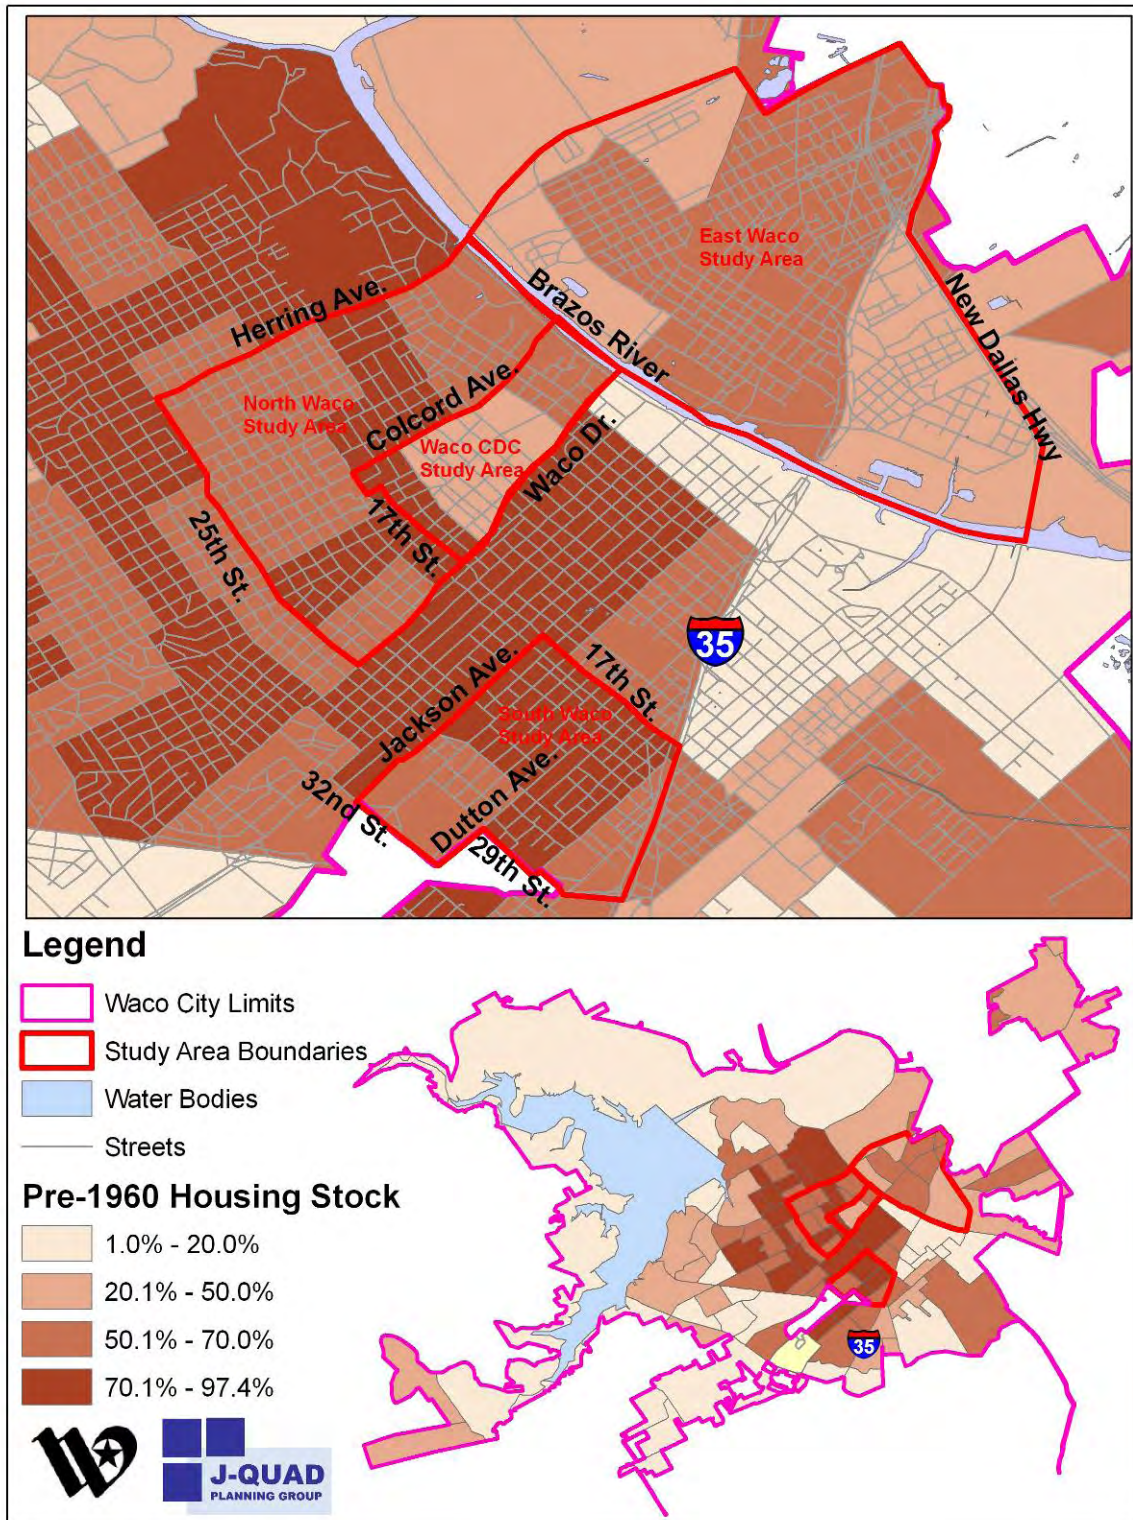 East Waco
Study Area
Brazos River
New Dallas Hwy
Herring Ave.
North Waco
Study Area
Colcord Ave.
Waco CDC
Study Area
Waco Dr.
17th St.
25th St.
35
17th St.
Jackson Ave.
South Waco
Study Area
32nd St.
Dutton Ave.
29th St.
Legend
Waco City Limits
Study Area Boundaries
Water Bodies
Streets
Pre-1960 Housing Stock
1.0% - 20.0%
20.1% - 50.0%
50.1% - 70.0%
70.1% - 97.4%
35
J-QUAD
PLANNING GROUP